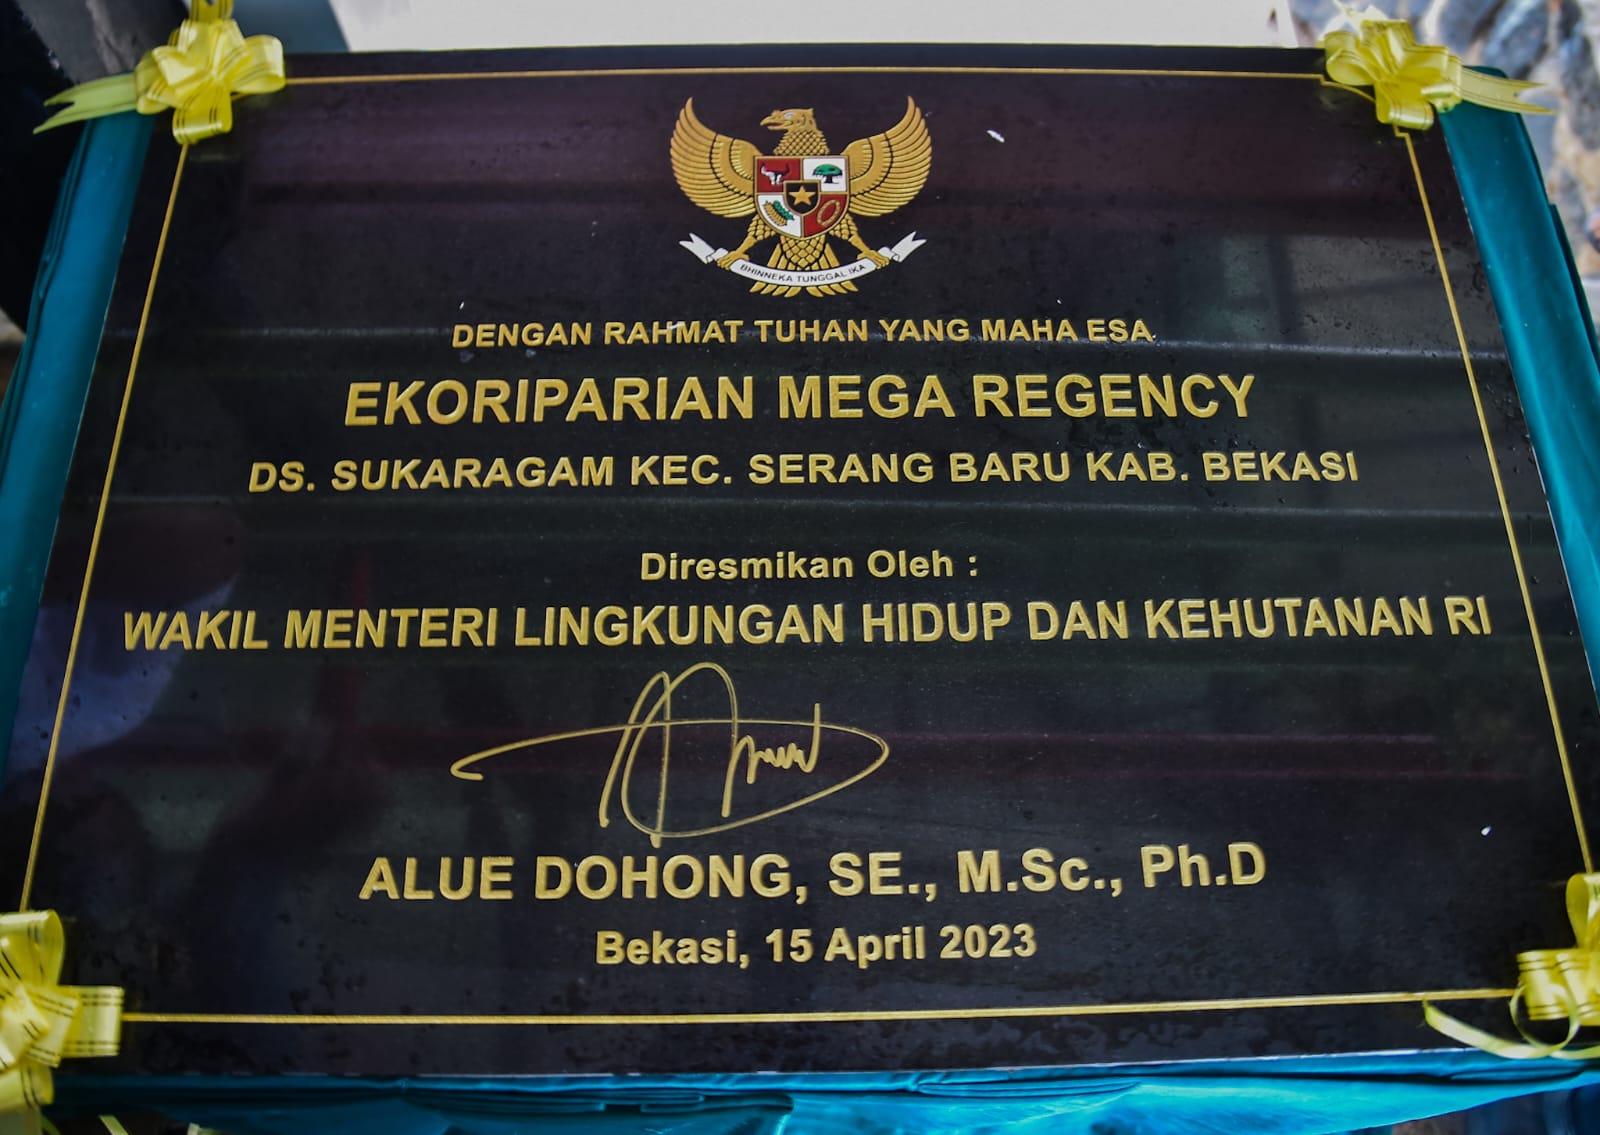 BHINNEKA TUNGGAL IKA
DENGAN RAHMAT TUHAN YANG MAHA ESA
EKORIPARIAN MEGA REGENCY
DS. SUKARAGAM KEC. SERANG BARU KAB. BEKASI
Diresmikan Oleh :
WAKIL MENTERI LINGKUNGAN HIDUP DAN KEHUTANAN RI
ALUE DOHONG, SE., M.Sc., Ph.D
Bekasi, 15 April 2023